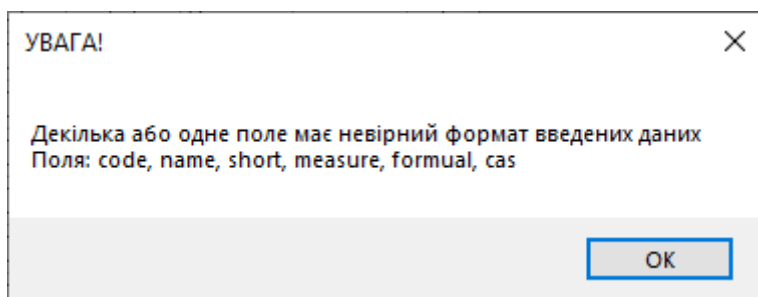 УВАГА!
Декілька або одне поле має невірний формат введених даних
Поля: code, name, short, measure, formual, cas
OK